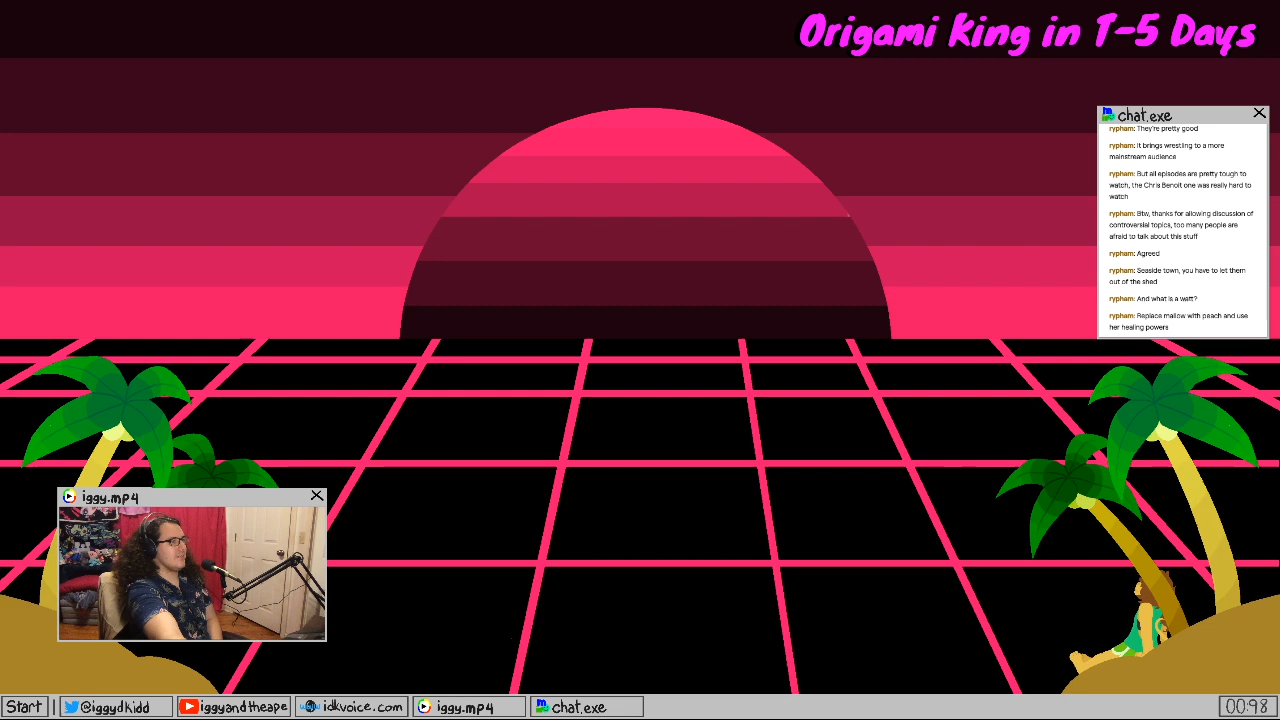 Origami King in T-5 Days
chat.exe
rypham: They're pretty good
rypham: It brings wrestling to a more
mainstream audience
rypham: But all episodes are pretty tough to
watch, the Chris Benoit one was really hard to
watch
rypham: Btw, thanks for allowing discussion of
controversial topics, too many people are
afraid to talk about this stuff
rypham: Agreed
rypham: Seaside town, you have to let them
out of the shed
rypham: And what is a watt?
rypham: Replace mallow with peach and use
her healing powers
iggy.mp4
Start | @iggydkidd iggyandtheape idkvoice.com iggy.mp4 chat.exe 00:98